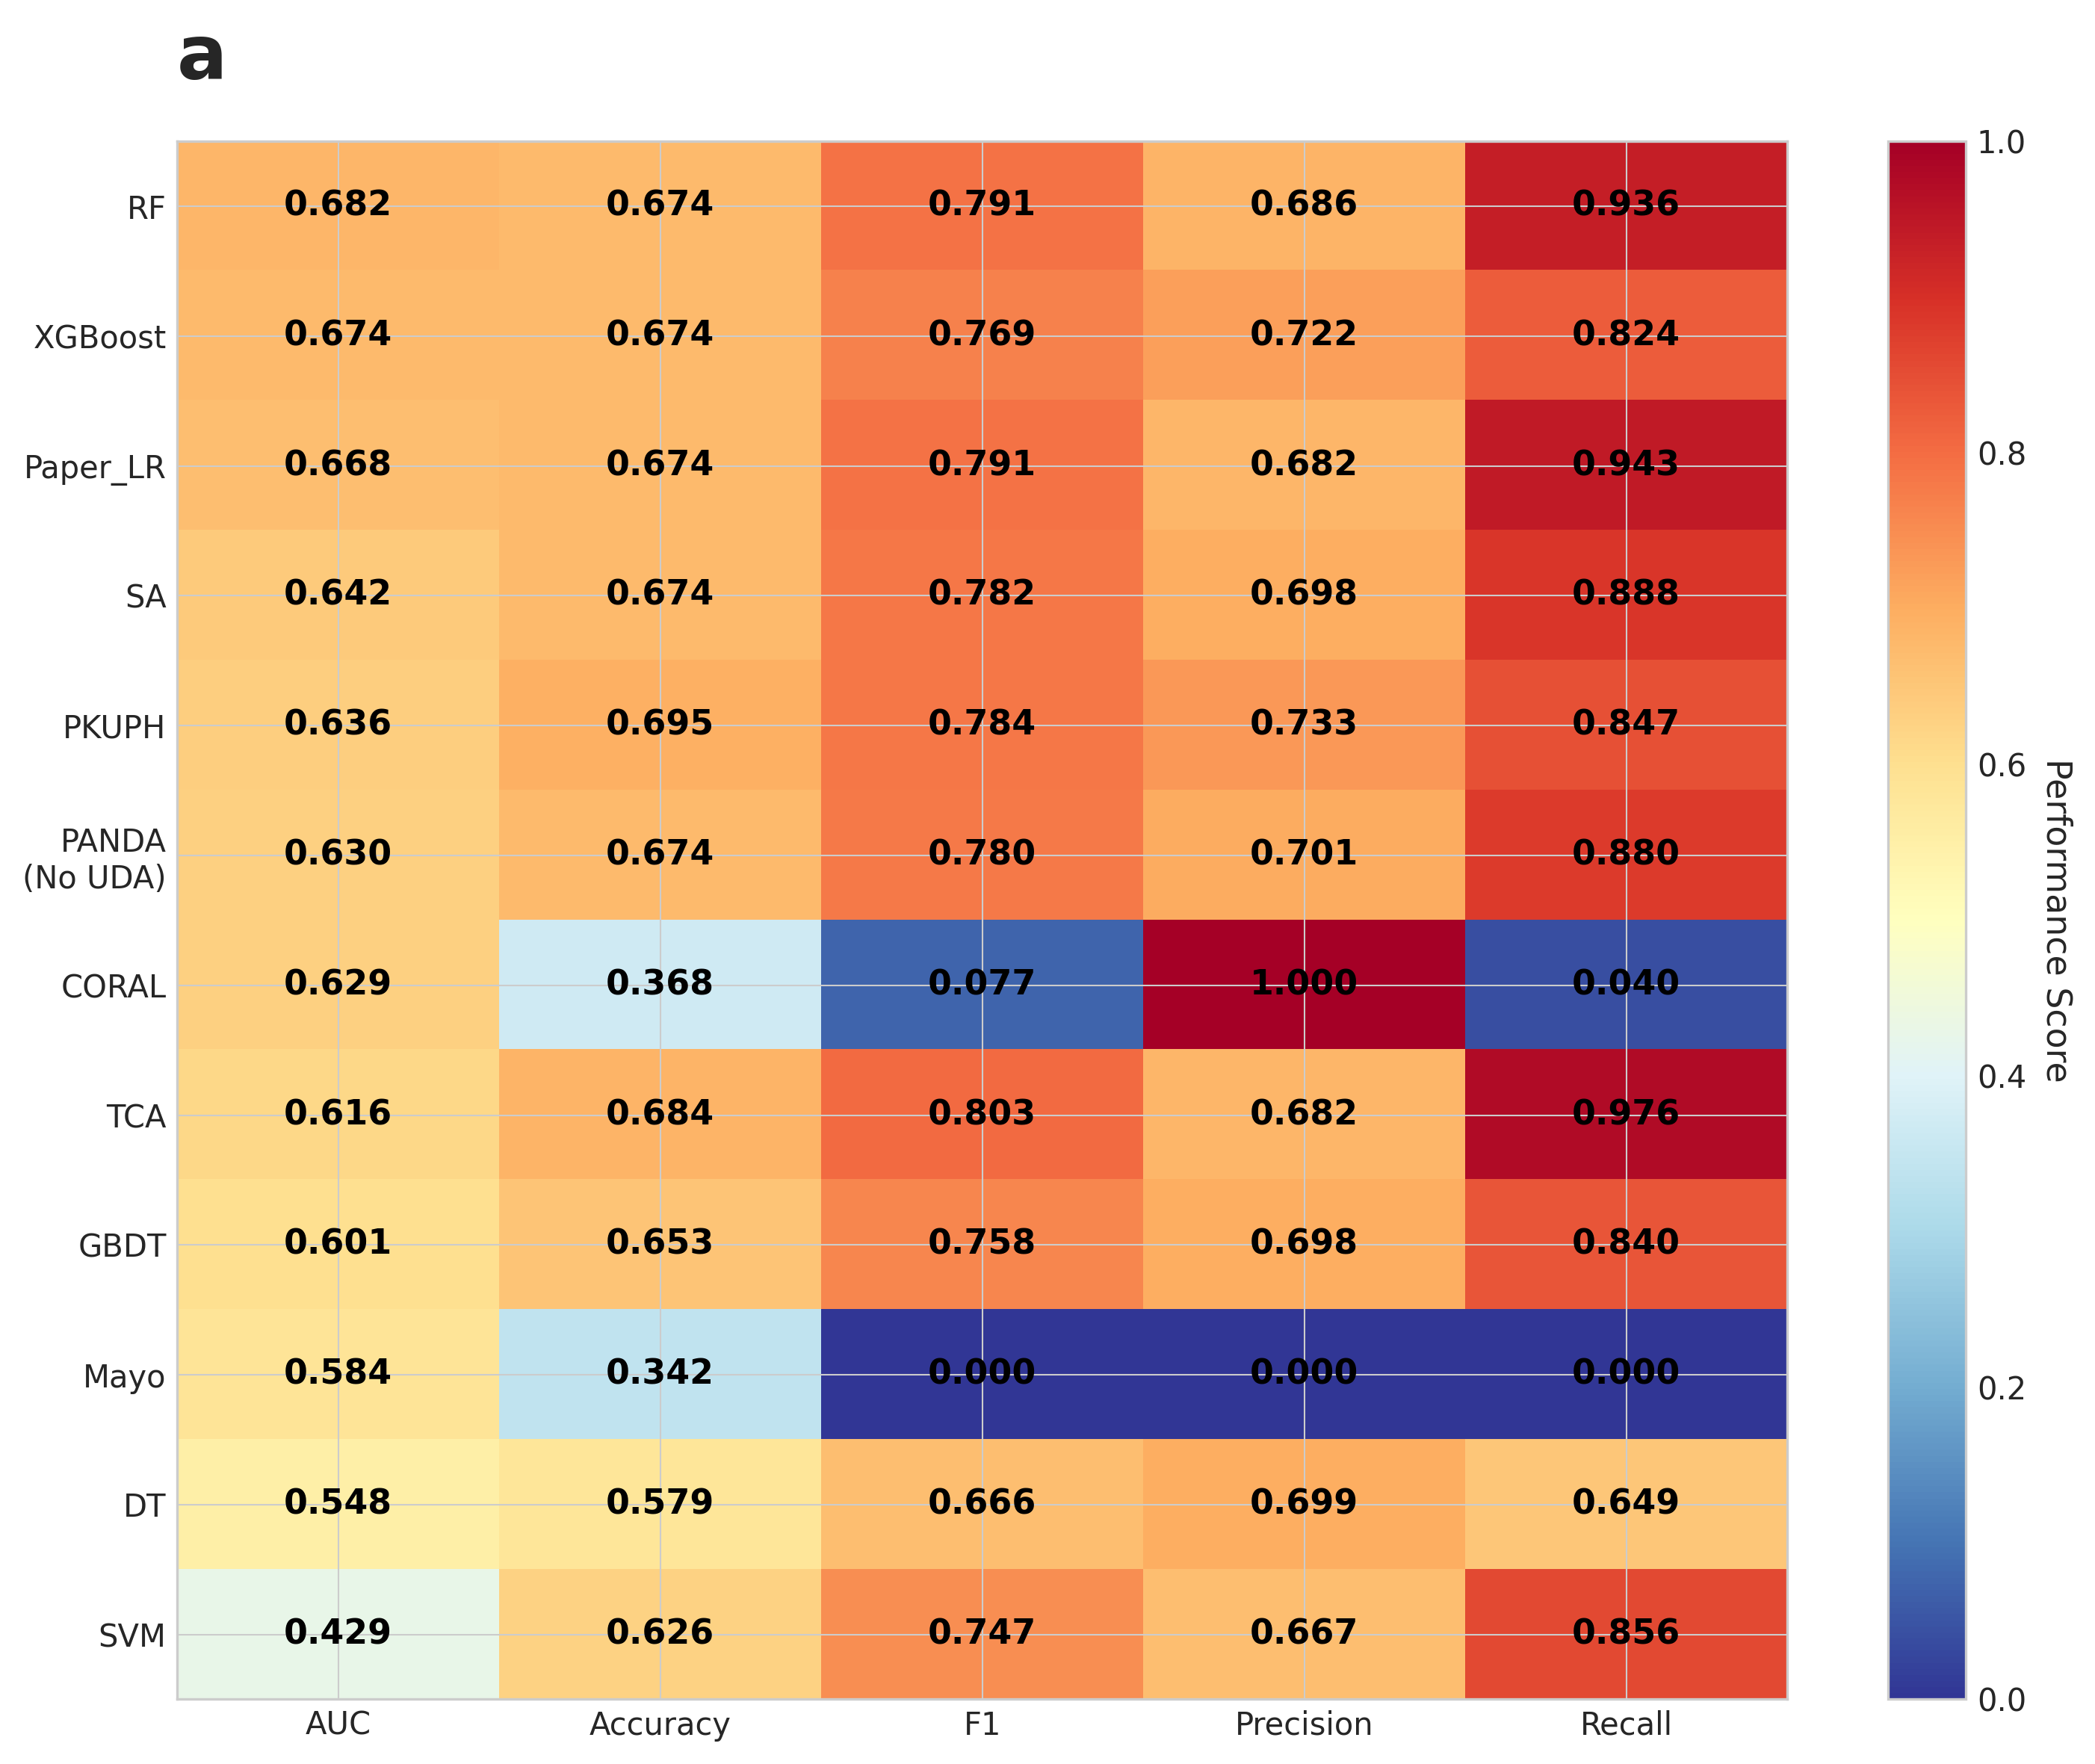 a
RF 0.682 0.674 0.791 0.686 0.936
XGBoost 0.674 0.674 0.769 0.722 0.824
Paper_LR 0.668 0.674 0.791 0.682 0.943
SA 0.642 0.674 0.782 0.698 0.888
PKUPH 0.636 0.695 0.784 0.733 0.847
PANDA
(No UDA) 0.630 0.674 0.780 0.701 0.880
CORAL 0.629 0.368 0.077 1.000 0.040
TCA 0.616 0.684 0.803 0.682 0.976
GBDT 0.601 0.653 0.758 0.698 0.840
Mayo 0.584 0.342 0.000 0.000 0.000
DT 0.548 0.579 0.666 0.699 0.649
SVM 0.429 0.626 0.747 0.667 0.856
AUC Accuracy F1 Precision Recall
1.0
0.8
0.6
0.4
0.2
0.0
Performance Score